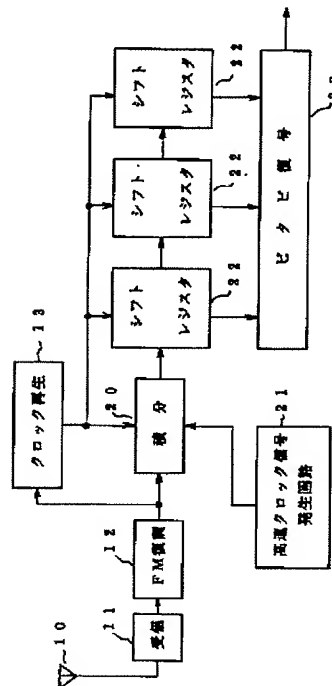 10
11
受信
12
FM復調
クロック再生
13
20
積分
高速クロック信号
発生回路
21
シフト
レジスタ
22
シフト
レジスタ
22
シフト
レジスタ
22
ビタビ復号